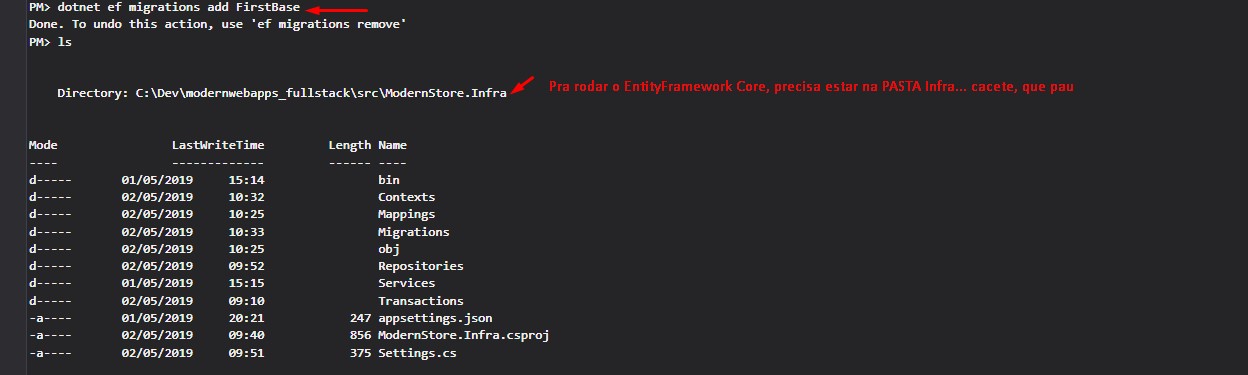 PM> dotnet ef migrations add FirstBase
Done. To undo this action, use 'ef migrations remove'
PM> ls
Directory: C:\Dev\modernwebapps_fullstack\src\ModernStore.Infra
Pra rodar o EntityFramework Core, precisa estar na PASTA Infra... cacete, que pau
Mode LastWriteTime Length Name
---- ------------- ------ ----
d----- 01/05/2019 15:14 bin
d----- 02/05/2019 10:32 Contexts
d----- 02/05/2019 10:25 Mappings
d----- 02/05/2019 10:33 Migrations
d----- 02/05/2019 10:25 obj
d----- 02/05/2019 09:52 Repositories
d----- 01/05/2019 15:15 Services
d----- 02/05/2019 09:10 Transactions
-a---- 01/05/2019 20:21 247 appsettings.json
-a---- 02/05/2019 09:40 856 ModernStore.Infra.csproj
-a---- 02/05/2019 09:51 375 Settings.cs